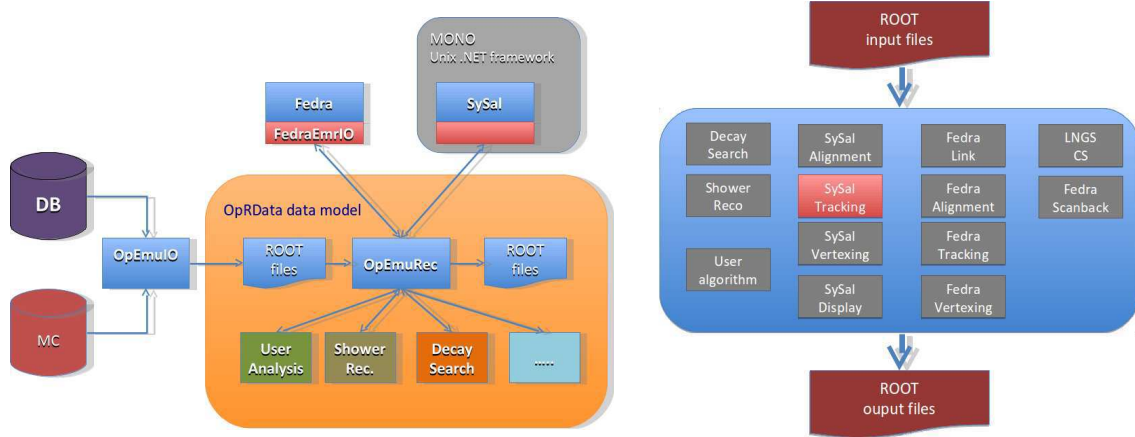 MONO
Unix .NET framework
Fedra
FedraEmrIO
SySal
DB
MC
OpEmuIO
OpRData data model
ROOT
files
OpEmuRec
ROOT
files
User
Analysis
Shower
Rec.
Decay
Search
.....
ROOT
input files
Decay
Search
Shower
Reco
User
algorithm
SySal
Alignment
SySal
Tracking
SySal
Vertexing
SySal
Display
Fedra
Link
Fedra
Alignment
Fedra
Tracking
Fedra
Vertexing
LNGS
CS
Fedra
Scanback
ROOT
ouput files